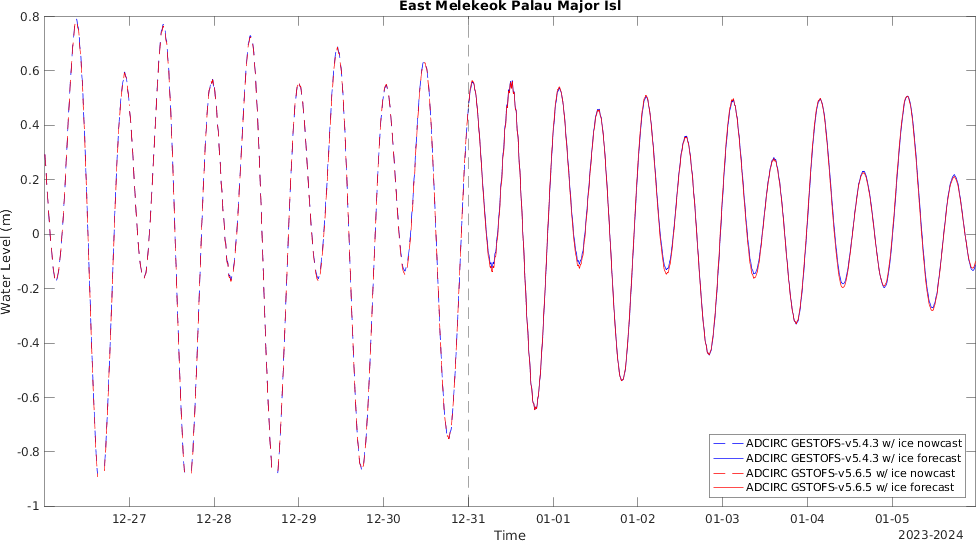 East Melekeok Palau Major Isl
Water Level (m)
0.8
0.6
0.4
0.2
0
-0.2
-0.4
-0.6
-0.8
-1
12-27 12-28 12-29 12-30 12-31 01-01 01-02 01-03 01-04 01-05
Time
2023-2024
ADCIRC GESTOFS-v5.4.3 w/ ice nowcast
ADCIRC GESTOFS-v5.4.3 w/ ice forecast
ADCIRC GSTOFS-v5.6.5 w/ ice nowcast
ADCIRC GSTOFS-v5.6.5 w/ ice forecast